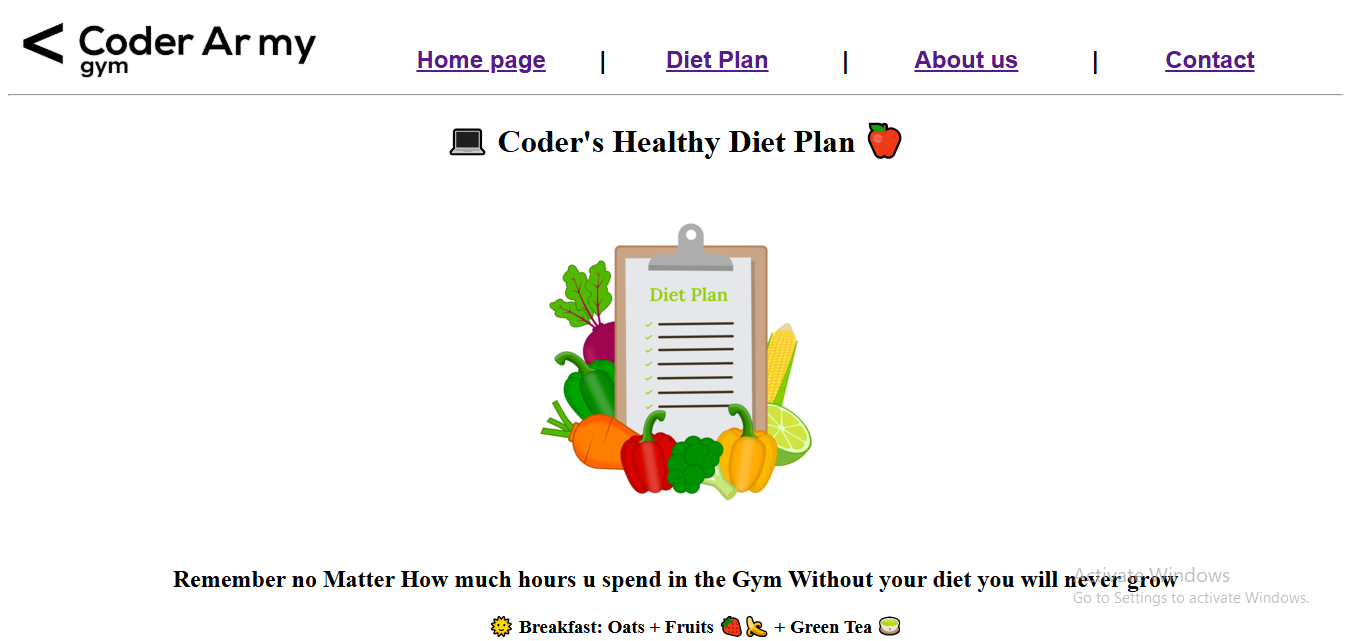 < Coder Army
gym
Home page | Diet Plan | About us | Contact
💻 Coder's Healthy Diet Plan 🍎
Diet Plan
Remember no Matter How much hours u spend in the Gym Without your diet you will never grow
Activate Windows
Go to Settings to activate Windows.
🌞 Breakfast: Oats + Fruits 🍓🍌 + Green Tea 🍵